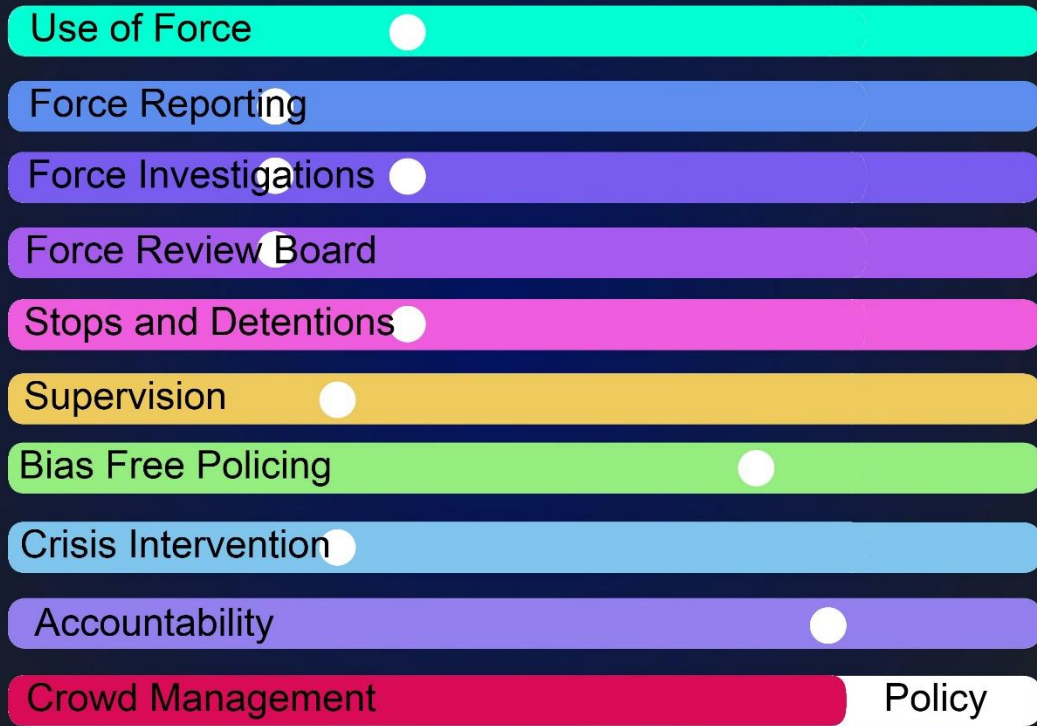 Use of Force
Force Reporting
Force Investigations
Force Review Board
Stops and Detentions
Supervision
Bias Free Policing
Crisis Intervention
Accountability
Crowd Management
Policy